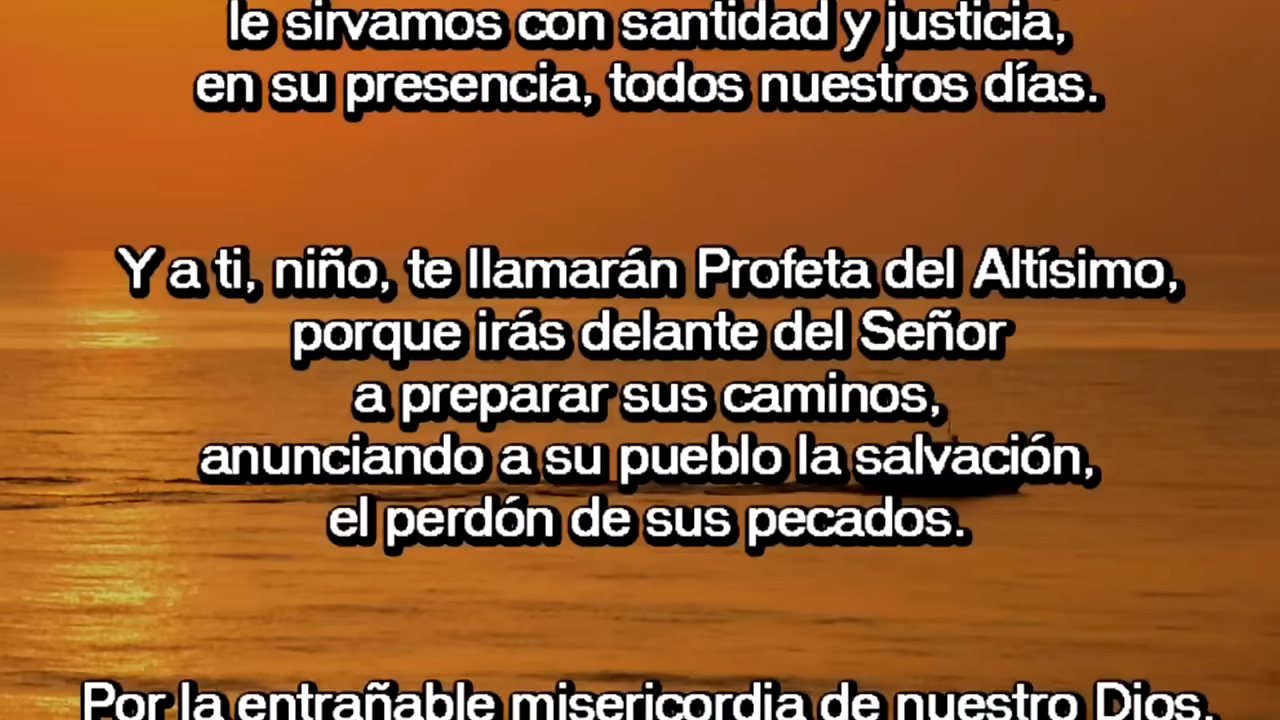 le sirvamos con santidad y justicia,
en su presencia, todos nuestros días.
Y a ti, niño, te llamarán Profeta del Altísimo,
porque irás delante del Señor
a preparar sus caminos,
anunciando a su pueblo la salvación,
el perdón de sus pecados.
Por la entrañable misericordia de nuestro Dios,